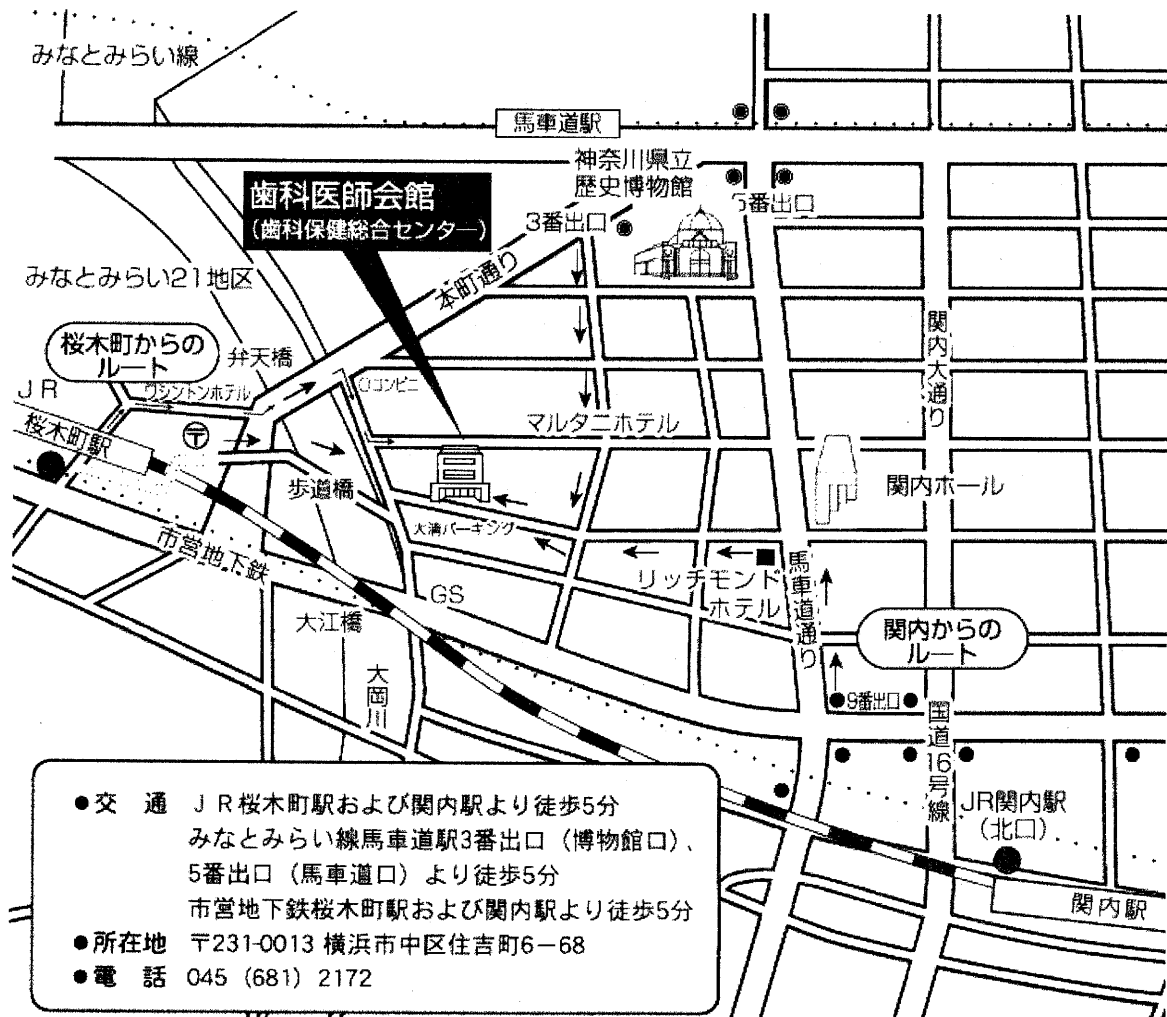 みなとみらい線
馬車道駅
神奈川県立
歴史博物館
歯科医師会館
(歯科保健総合センター)
3番出口
5番出口
みなとみらい21地区
本町通り
桜木町からの
ルート
弁天橋
ワシントンホテル
○コンビニ
JR
桜木町駅
〒
マルタニホテル
関内大通り
歩道橋
関内ホール
大溝パーキング
市営地下鉄
リッチモンド
ホテル
馬車道通り
GS
大江橋
関内からの
ルート
大岡川
9番出口
国道16号線
JR関内駅
(北口)
関内駅
●交 通 JR桜木町駅および関内駅より徒歩5分
みなとみらい線馬車道駅3番出口(博物館口)、
5番出口(馬車道口)より徒歩5分
市営地下鉄桜木町駅および関内駅より徒歩5分
●所在地 〒231-0013 横浜市中区住吉町6-68
●電 話 045(681)2172